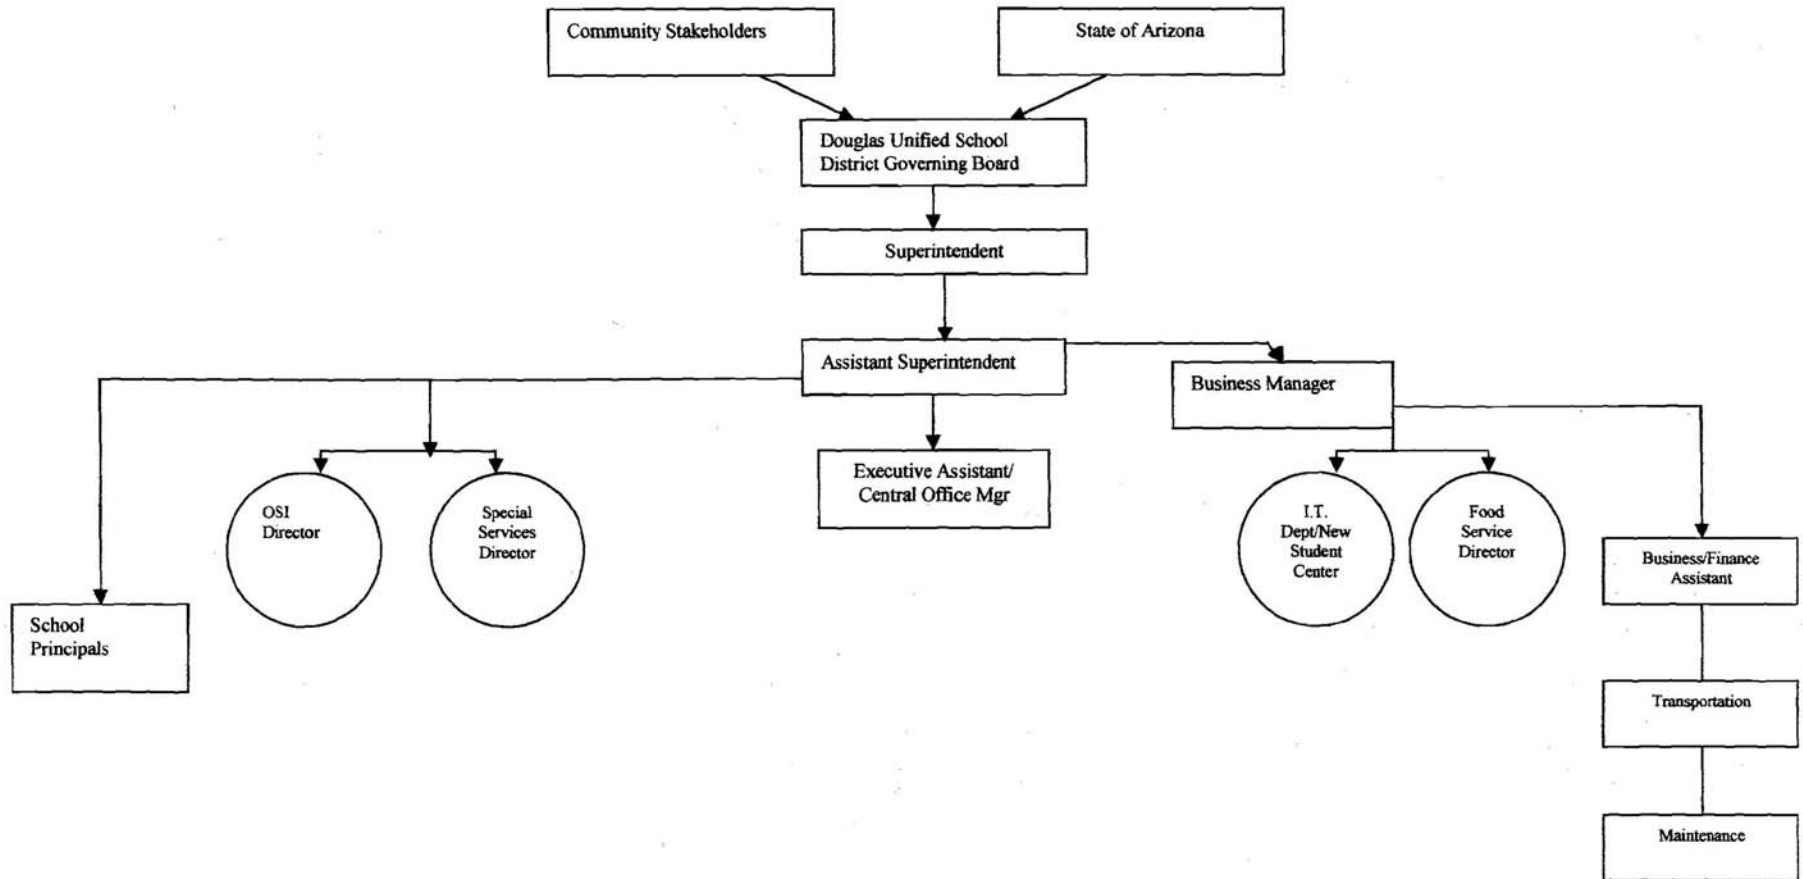 Community Stakeholders
State of Arizona
Douglas Unified School
District Governing Board
Superintendent
Assistant Superintendent
Business Manager
Executive Assistant/
Central Office Mgr
OSI
Director
Special
Services
Director
I.T.
Dept/New
Student
Center
Food
Service
Director
Business/Finance
Assistant
School
Principals
Transportation
Maintenance